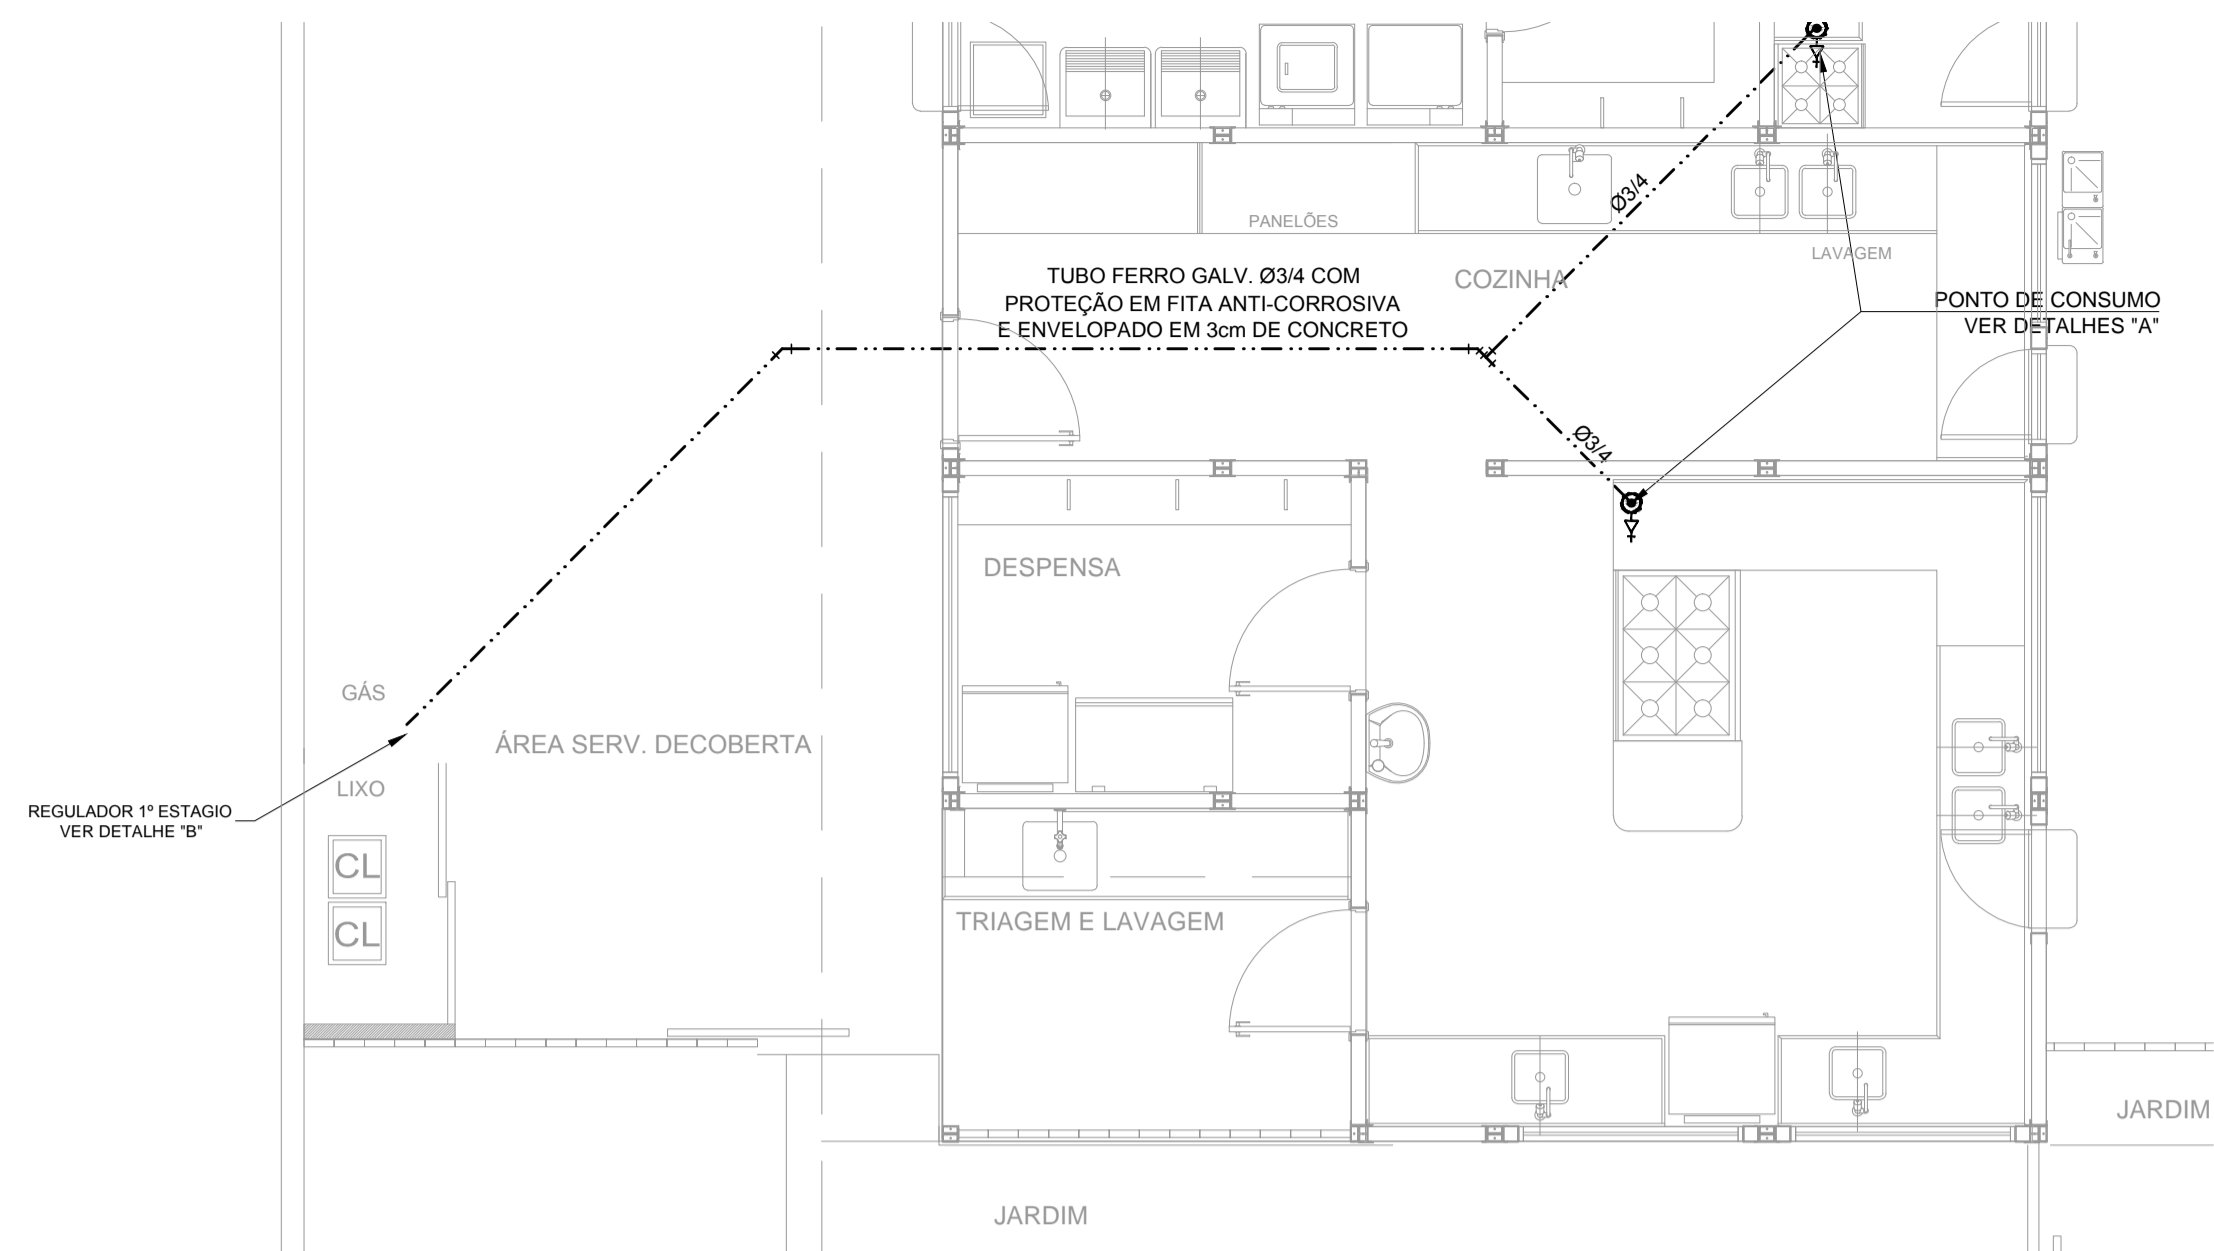 Ø3/4
PANELÕES
LAVAGEM
TUBO FERRO GALV. Ø3/4 COM
PROTEÇÃO EM FITA ANTI-CORROSIVA
E ENVELOPADO EM 3cm DE CONCRETO
COZINHA
PONTO DE CONSUMO
VER DETALHES "A"
Ø3/4
DESPENSA
GÁS
ÁREA SERV. DECOBERTA
LIXO
REGULADOR 1º ESTAGIO
VER DETALHE "B"
CL
CL
TRIAGEM E LAVAGEM
JARDIM
JARDIM